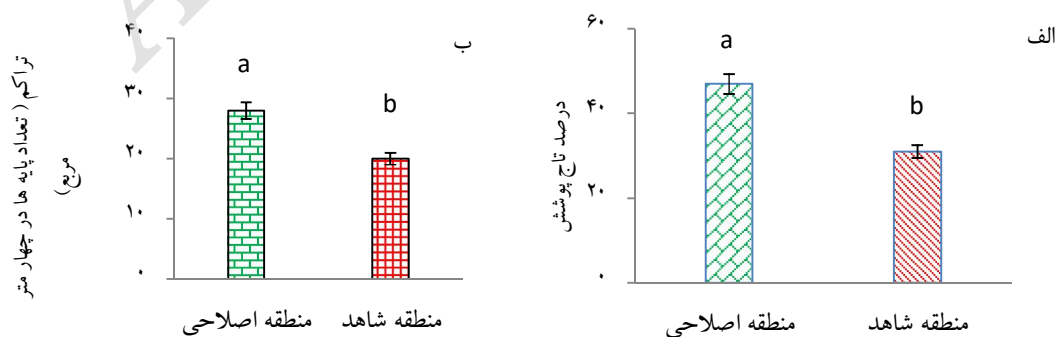 الف
درصد تاج پوشش
۶۰
۴۰
۲۰
۰
a
b
منطقه اصلاحی
منطقه شاهد
ب
تراکم ( تعداد پایه ها در چهار متر
مربع)
۴۰
۳۰
۲۰
۱۰
۰
a
b
منطقه اصلاحی
منطقه شاهد